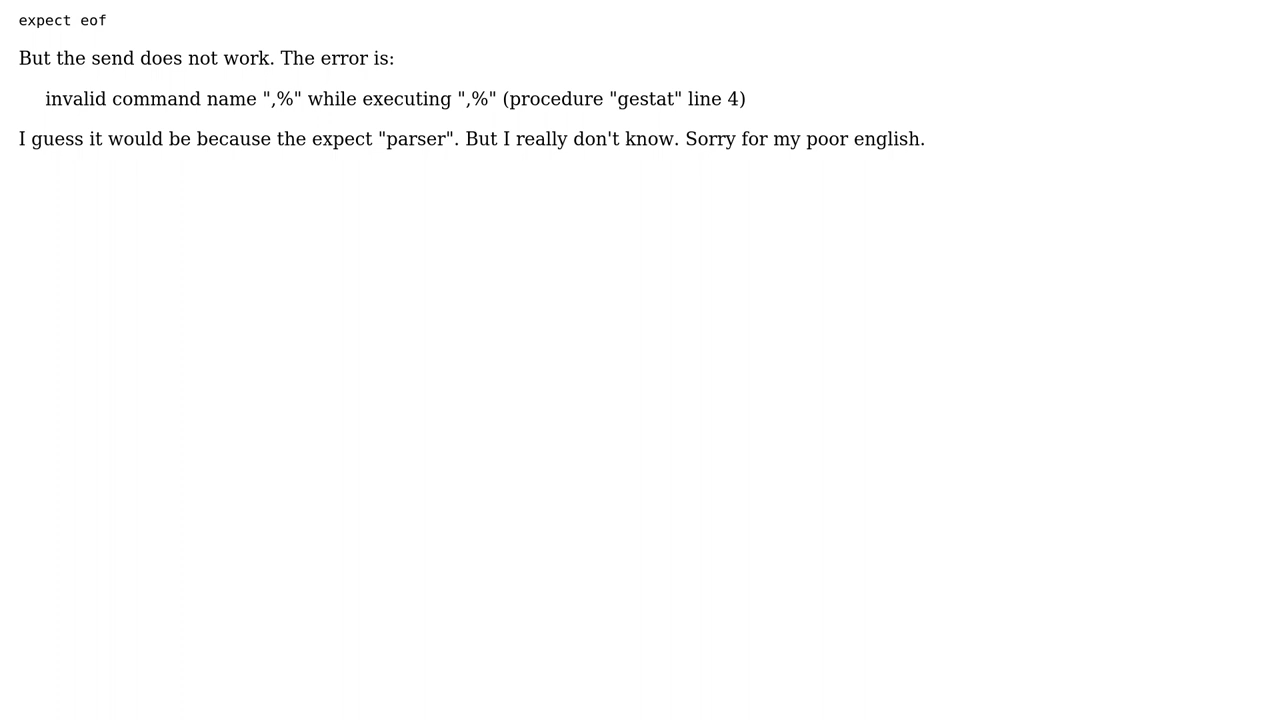 expect eof
But the send does not work. The error is:
invalid command name ",%" while executing ",%" (procedure "gestat" line 4)
I guess it would be because the expect "parser". But I really don't know. Sorry for my poor english.